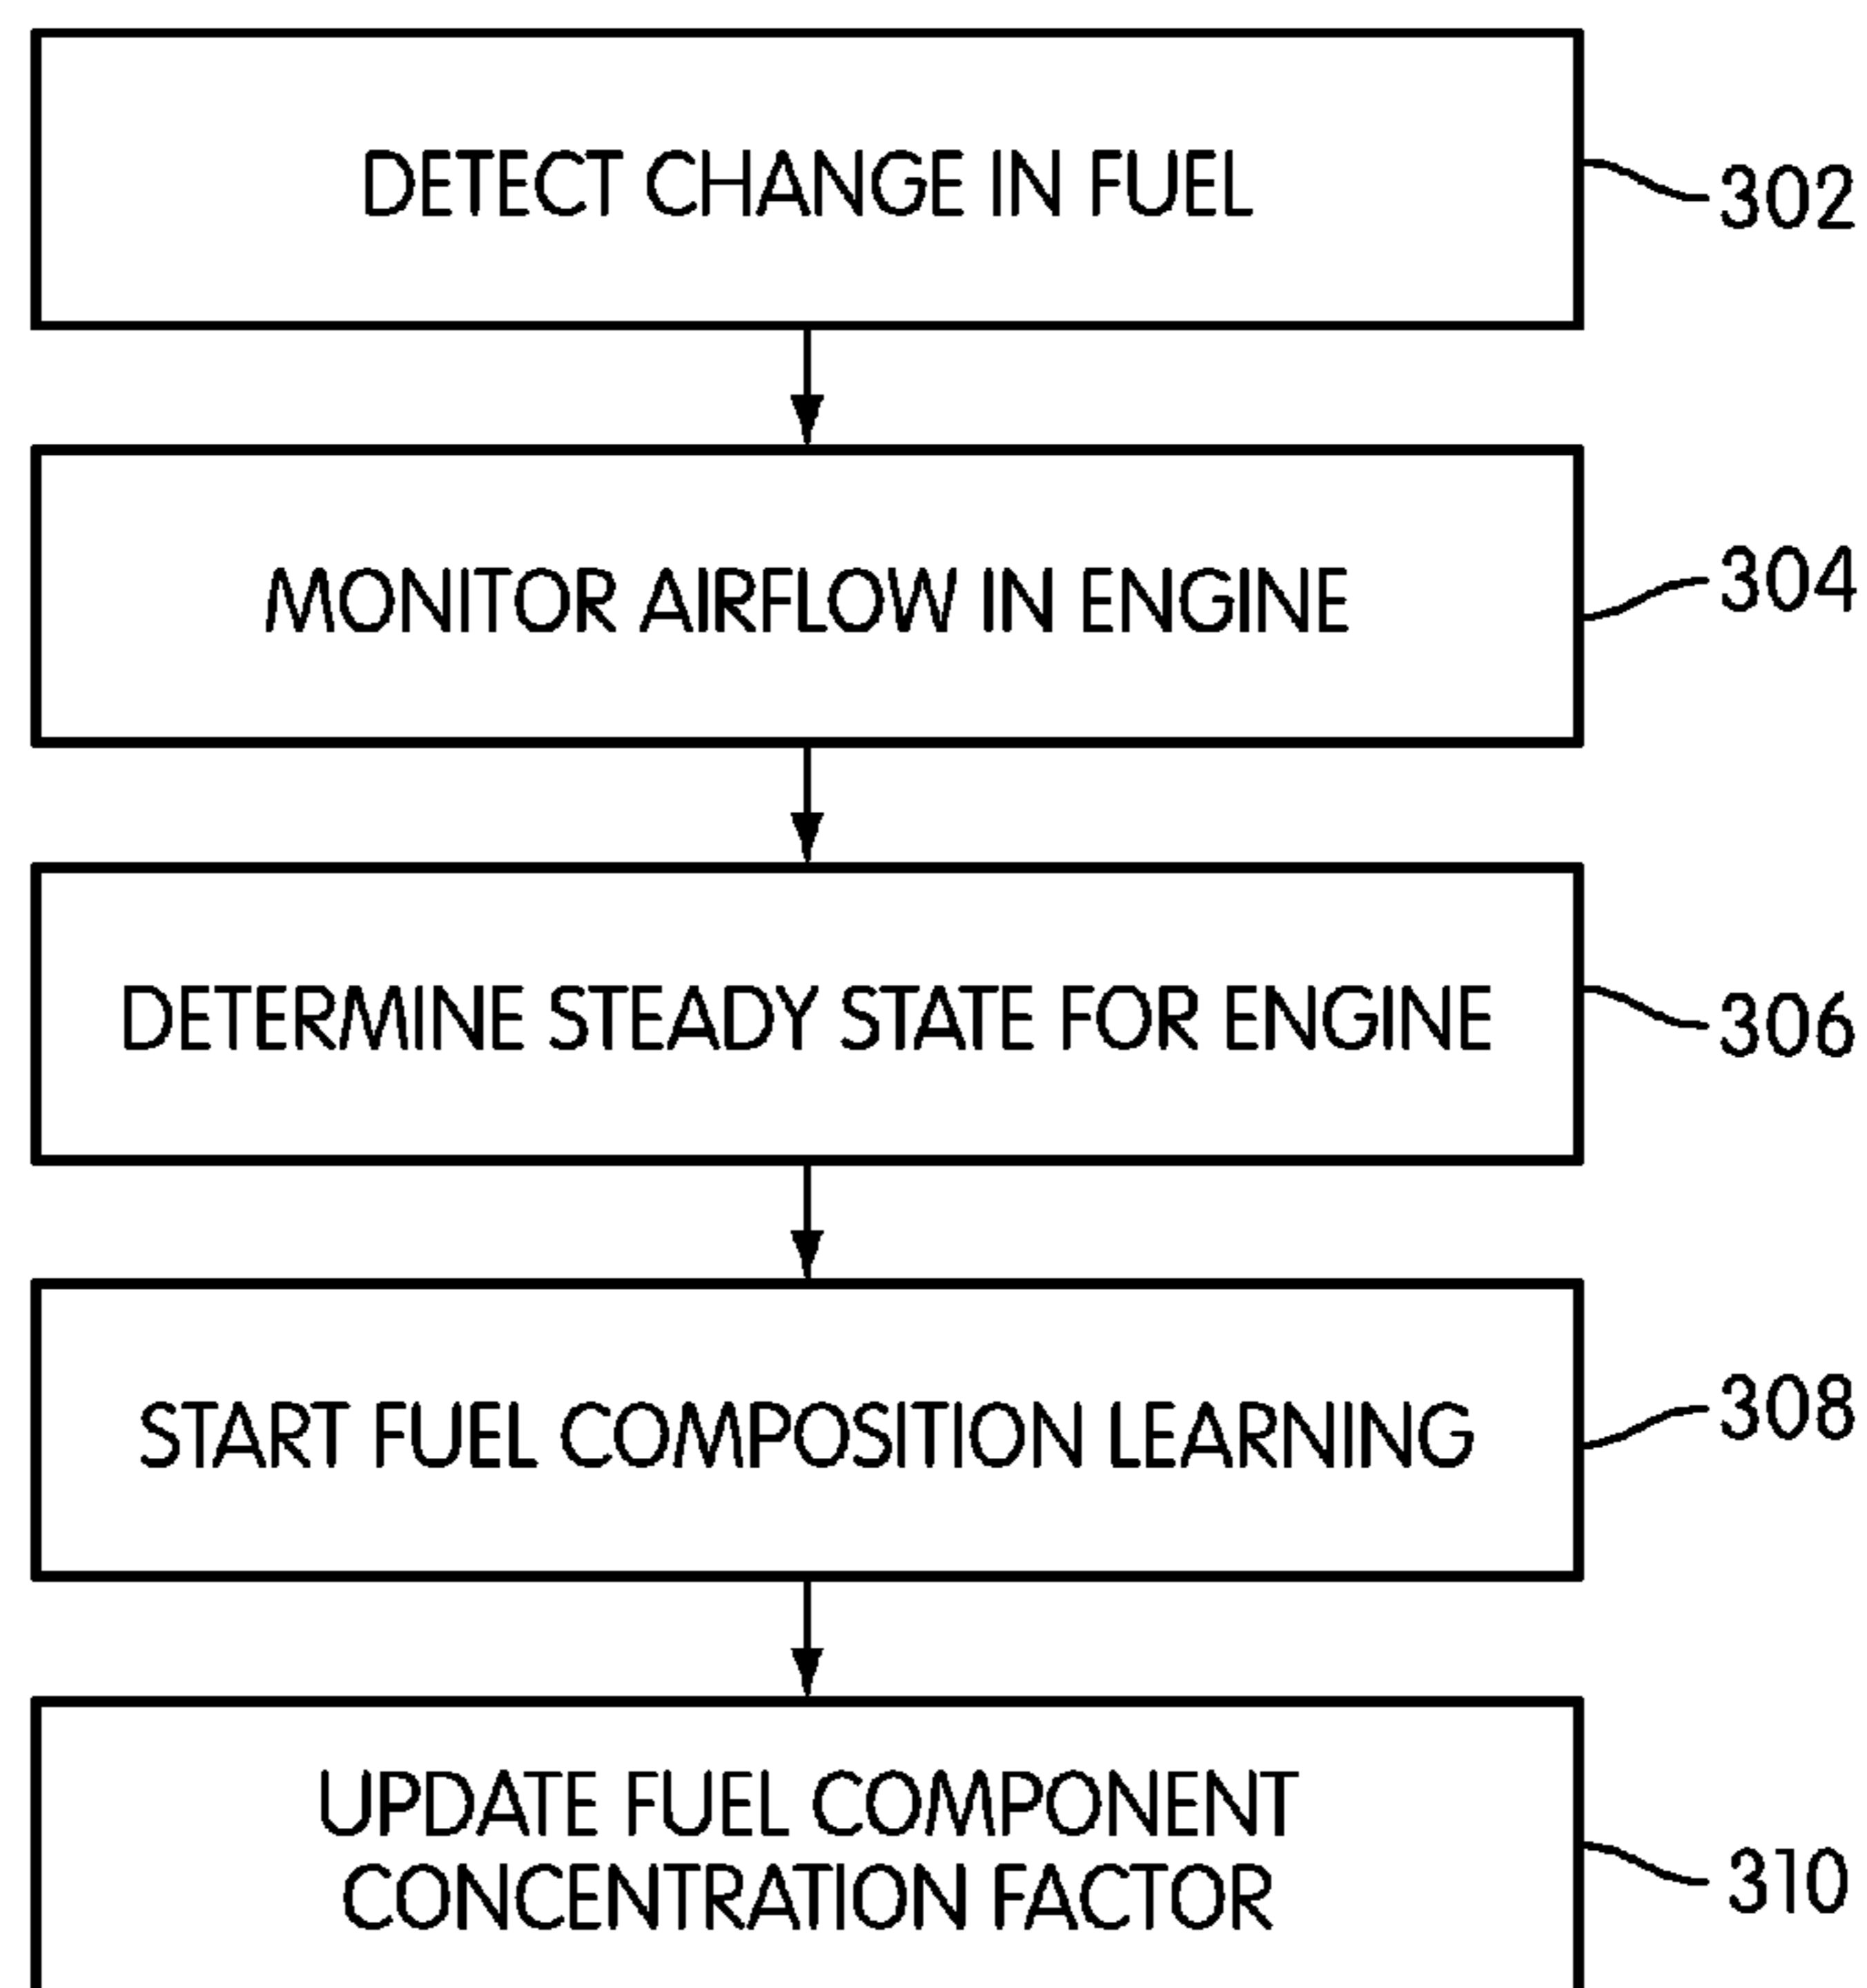 DETECT CHANGE IN FUEL
302
MONITOR AIRFLOW IN ENGINE
304
DETERMINE STEADY STATE FOR ENGINE
306
START FUEL COMPOSITION LEARNING
308
UPDATE FUEL COMPONENT
CONCENTRATION FACTOR
310